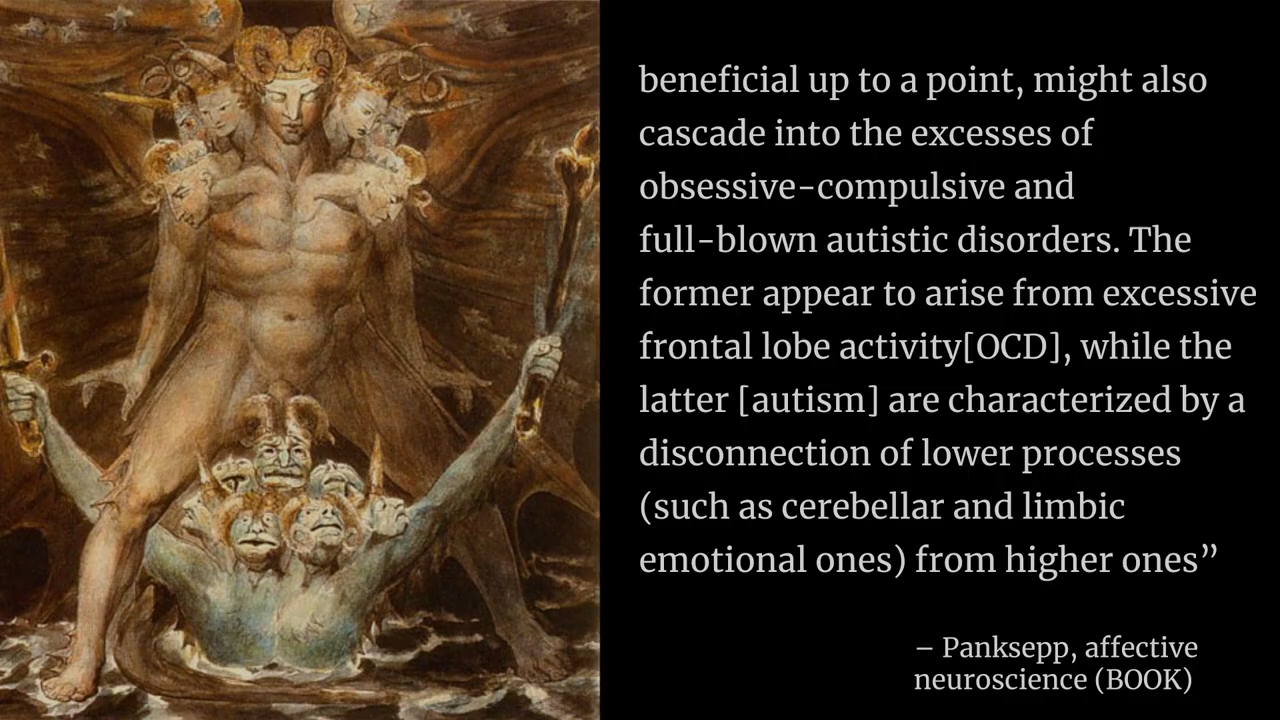 beneficial up to a point, might also
cascade into the excesses of
obsessive-compulsive and
full-blown autistic disorders. The
former appear to arise from excessive
frontal lobe activity[OCD], while the
latter [autism] are characterized by a
disconnection of lower processes
(such as cerebellar and limbic
emotional ones) from higher ones”
– Panksepp, affective
neuroscience (BOOK)